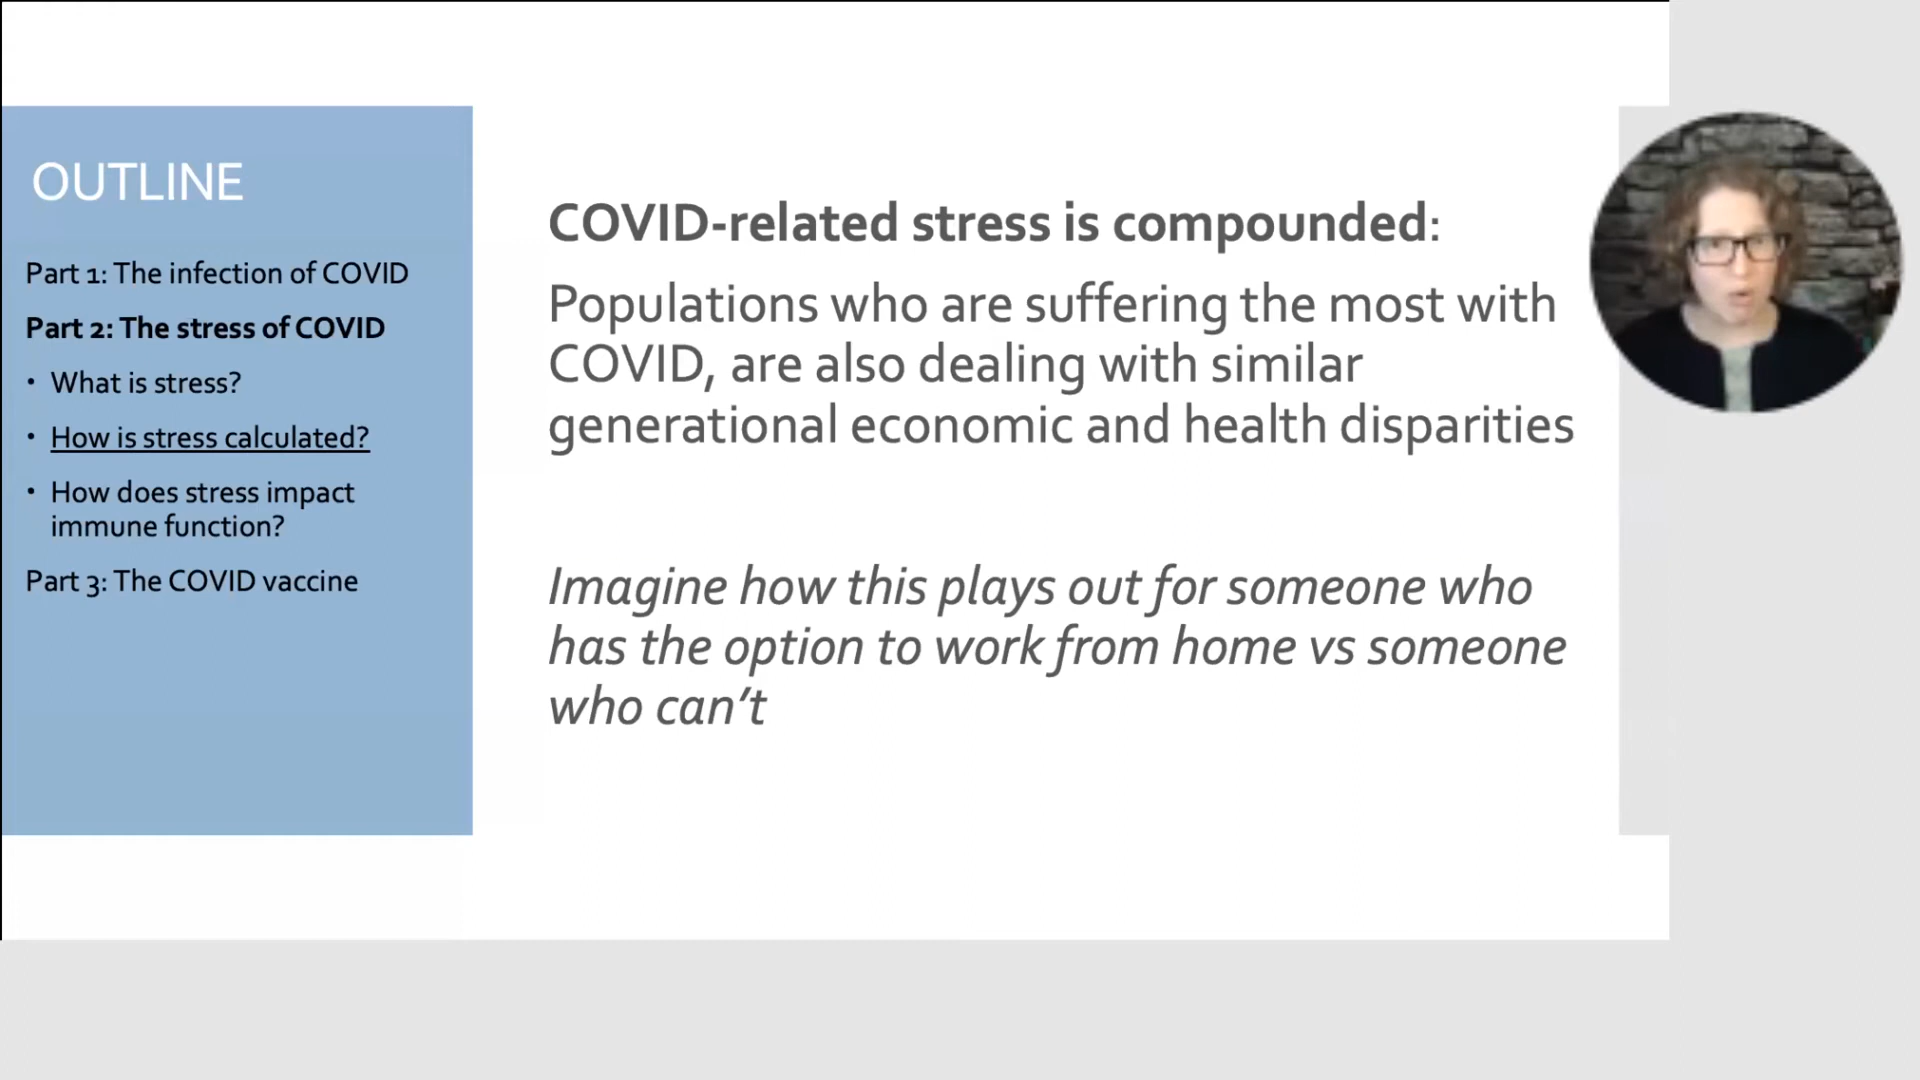 OUTLINE
Part 1: The infection of COVID
Part 2: The stress of COVID
• What is stress?
• How is stress calculated?
• How does stress impact
immune function?
Part 3: The COVID vaccine
COVID-related stress is compounded:
Populations who are suffering the most with
COVID, are also dealing with similar
generational economic and health disparities
Imagine how this plays out for someone who
has the option to work from home vs someone
who can't